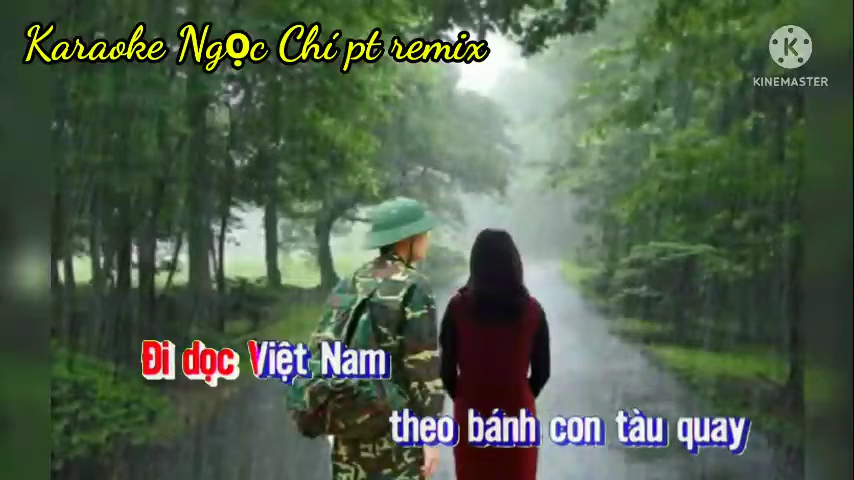 Karaoke Ngọc Chí pt remix
KINEMASTER
Đi dọc Việt Nam
theo bánh con tàu quay